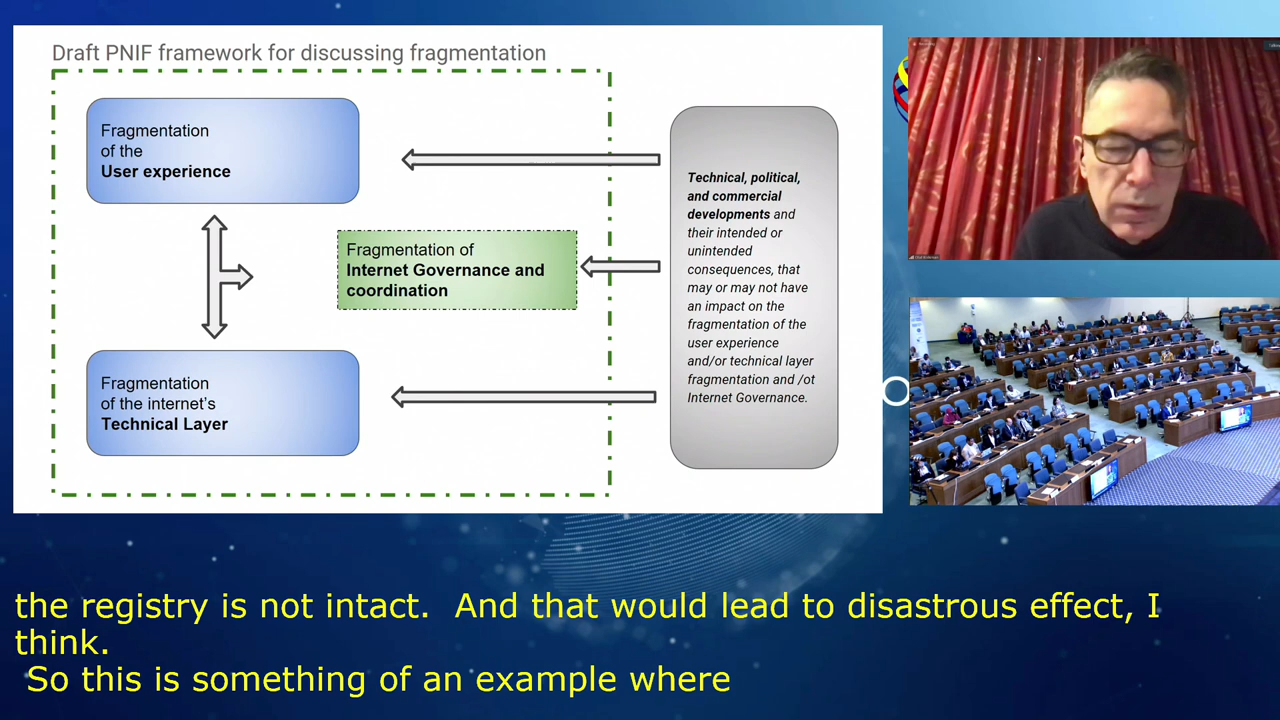 Draft PNIF framework for discussing fragmentation
Fragmentation
of the
User experience
Fragmentation of
Internet Governance and
coordination
Fragmentation
of the internet's
Technical Layer
Technical, political,
and commercial
developments and
their intended or
unintended
consequences, that
may or may not have
an impact on the
fragmentation of the
user experience
and/or technical layer
fragmentation and /ot
Internet Governance.
the registry is not intact.  And that would lead to disastrous effect, I
think.
So this is something of an example where